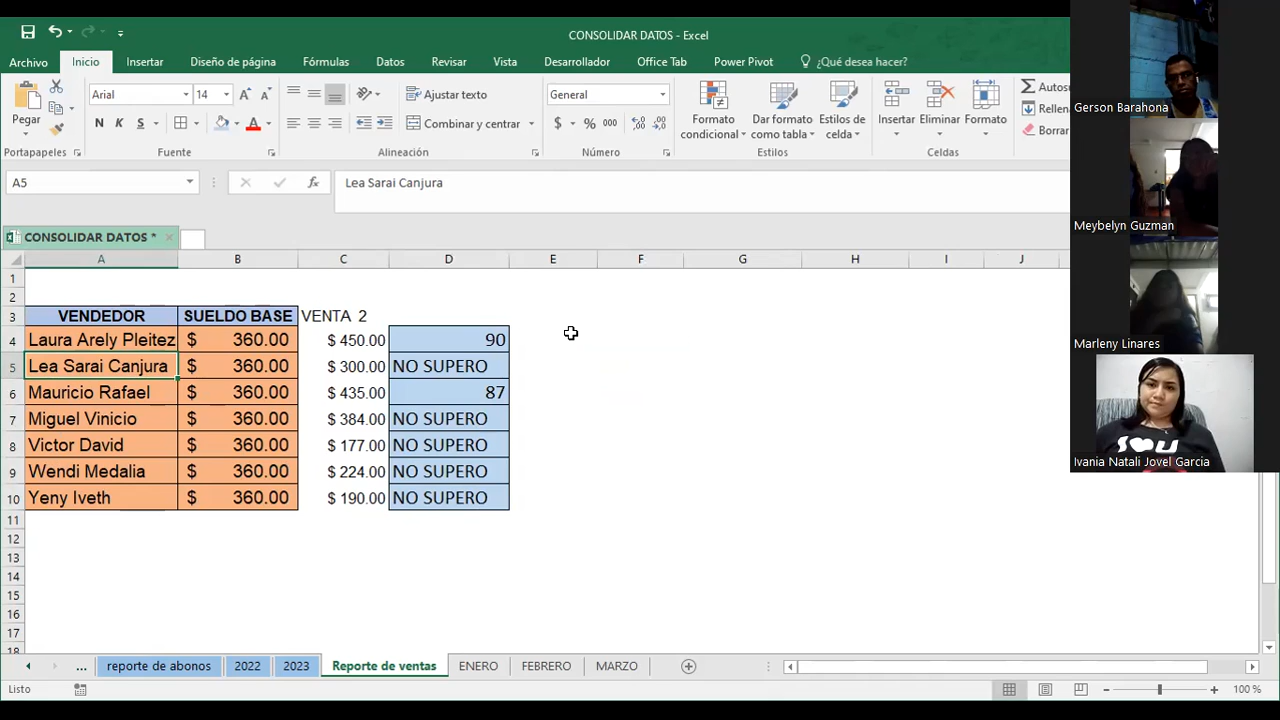 CONSOLIDAR DATOS - Excel
Archivo Inicio Insertar Diseño de página Fórmulas Datos Revisar Vista Desarrollador Office Tab Power Pivot ¿Qué desea hacer?
Pegar
Arial 14
N K S
Ajustar texto
Combinar y centrar
General
$ % 000
Formato condicional
Dar formato como tabla
Estilos de celda
Insertar
Eliminar
Formato
Autos
Rellen
Borrar
Portapapeles Fuente Alineación Número Estilos Celdas
A5 fx Lea Sarai Canjura
CONSOLIDAR DATOS *
A B C D E F G H I J
1
2
3 VENDEDOR SUELDO BASE VENTA 2
4 Laura Arely Pleitez $ 360.00 $ 450.00 90
5 Lea Sarai Canjura $ 360.00 $ 300.00 NO SUPERO
6 Mauricio Rafael $ 360.00 $ 435.00 87
7 Miguel Vinicio $ 360.00 $ 384.00 NO SUPERO
8 Victor David $ 360.00 $ 177.00 NO SUPERO
9 Wendi Medalia $ 360.00 $ 224.00 NO SUPERO
10 Yeny Iveth $ 360.00 $ 190.00 NO SUPERO
11
12
13
14
15
16
17
18
... reporte de abonos 2022 2023 Reporte de ventas ENERO FEBRERO MARZO
Listo 100 %
Gerson Barahona
Meybelyn Guzman
Marleny Linares
Ivania Natali Jovel Garcia